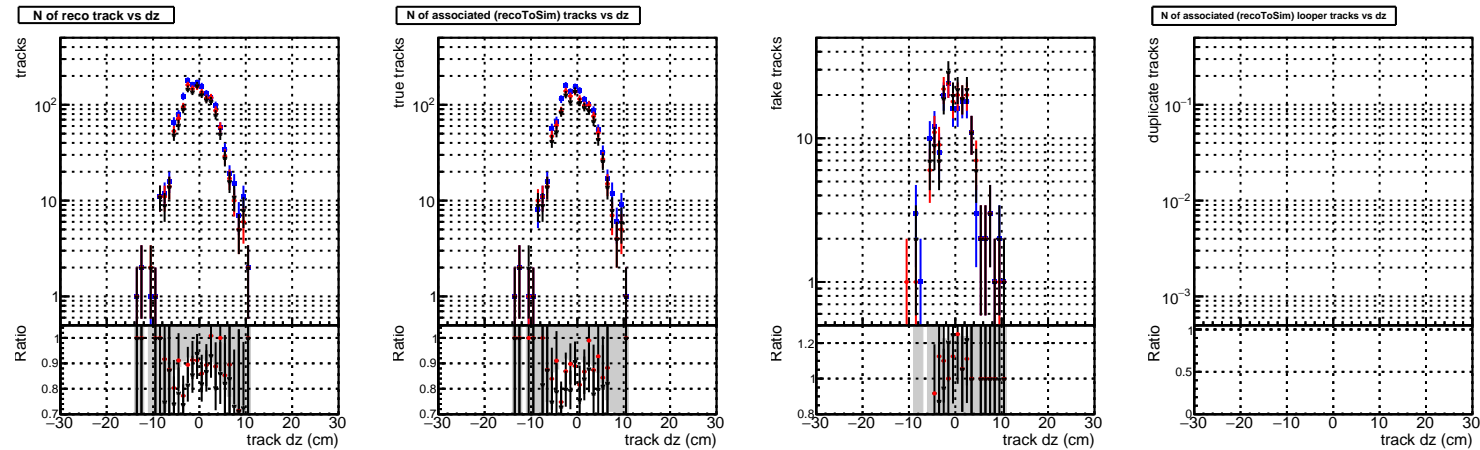 N of reco track vs dz
tracks
10²
10
1
Ratio
1
0.9
0.8
0.7
−30 −20 −10 0 10 20 30
track dz (cm)
N of associated (recoToSim) tracks vs dz
true tracks
10²
10
1
Ratio
1
0.9
0.8
0.7
−30 −20 −10 0 10 20 30
track dz (cm)
fake tracks
10
1
Ratio
1.2
1
0.8
−30 −20 −10 0 10 20 30
track dz (cm)
N of associated (recoToSim) looper tracks vs dz
duplicate tracks
10⁻¹
10⁻²
10⁻³
Ratio
1
0.5
0
−30 −20 −10 0 10 20 30
track dz (cm)